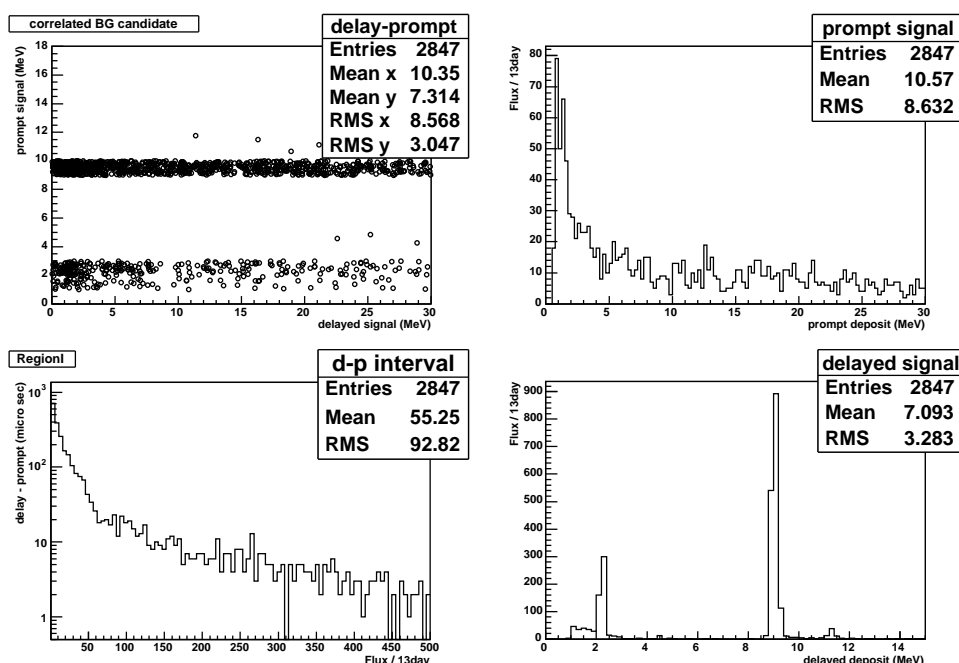 correlated BG candidate
delay-prompt
Entries 2847
Mean x 10.35
Mean y 7.314
RMS x 8.568
RMS y 3.047
prompt signal (MeV)
18
16
14
12
10
8
6
4
2
0
0 5 10 15 20 25 30
delayed signal (MeV)
prompt signal
Entries 2847
Mean 10.57
RMS 8.632
Flux / 13day
80
70
60
50
40
30
20
10
0
0 5 10 15 20 25 30
prompt deposit (MeV)
RegionI
d-p interval
Entries 2847
Mean 55.25
RMS 92.82
delay - prompt (micro sec)
10^3
10^2
10
1
50 100 150 200 250 300 350 400 450 500
Flux / 13day
delayed signal
Entries 2847
Mean 7.093
RMS 3.283
Flux / 13day
900
800
700
600
500
400
300
200
100
0
0 2 4 6 8 10 12 14
delayed deposit (MeV)